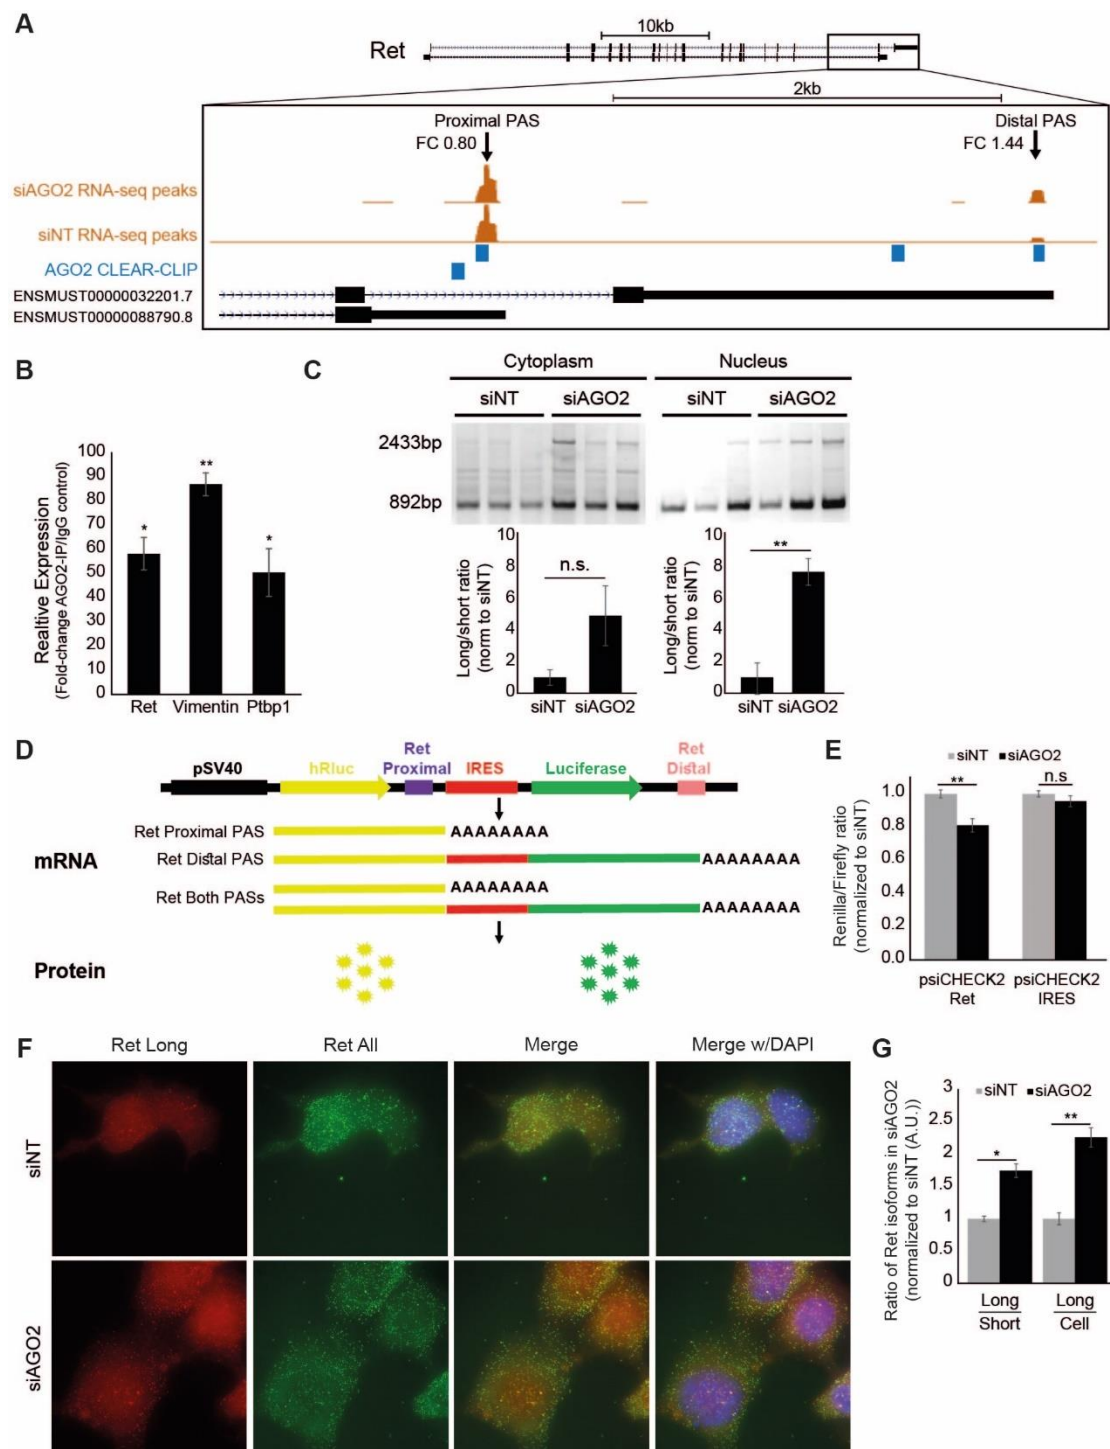 A
10kb
Ret
2kb
Proximal PAS
FC 0.80
Distal PAS
FC 1.44
siAGO2 RNA-seq peaks
siNT RNA-seq peaks
AGO2 CLEAR-CLIP
ENSMUST00000032201.7
ENSMUST00000088790.8
B
Realtive Expression
(Fold-change AGO2-IP/IgG control)
100
90
80
70
60
50
40
30
20
10
0
*
**
*
Ret Vimentin Ptbp1
C
Cytoplasm Nucleus
siNT siAGO2 siNT siAGO2
2433bp
892bp
Long/short ratio
(norm to siNT)
10
8
6
4
2
0
n.s.
siNT siAGO2
Long/short ratio
(norm to siNT)
10
8
6
4
2
0
**
siNT siAGO2
D
pSV40
hRluc
Ret
Proximal
IRES
Luciferase
Ret
Distal
mRNA
Ret Proximal PAS
AAAAAAAA
Ret Distal PAS
AAAAAAAA
Ret Both PASs
AAAAAAAA
AAAAAAAA
Protein
E
siNT siAGO2
Renilla/Firefly ratio
(normalized to siNT)
1.0
0.8
0.6
0.4
0.2
0.0
**
n.s
psiCHECK2
Ret
psiCHECK2
IRES
F
Ret Long Ret All Merge Merge w/DAPI
siNT
siAGO2
G
Ratio of Ret isoforms in siAGO2
(normalized to siNT (A.U.))
3
2.5
2
1.5
1
0.5
0
siNT siAGO2
*
**
Long
Short
Long
Cell